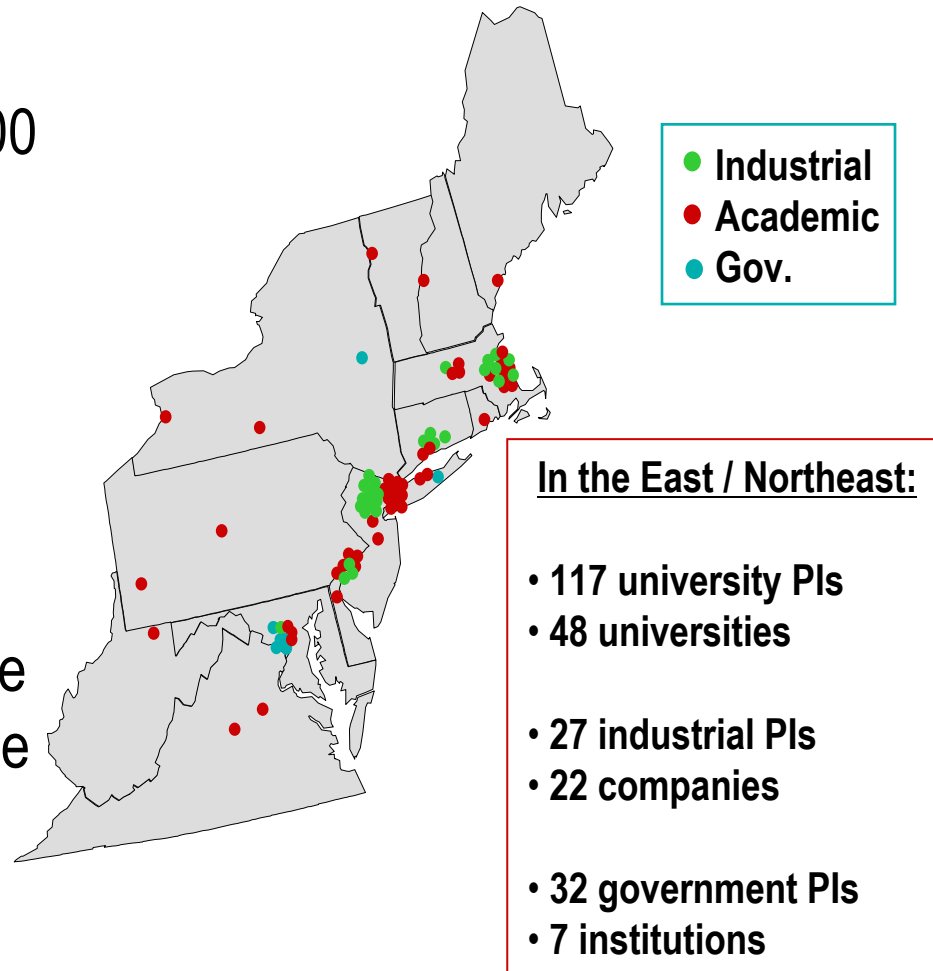 00
Industrial
Academic
Gov.
In the East / Northeast:
• 117 university PIs
• 48 universities
e
e
• 27 industrial PIs
• 22 companies
• 32 government PIs
• 7 institutions